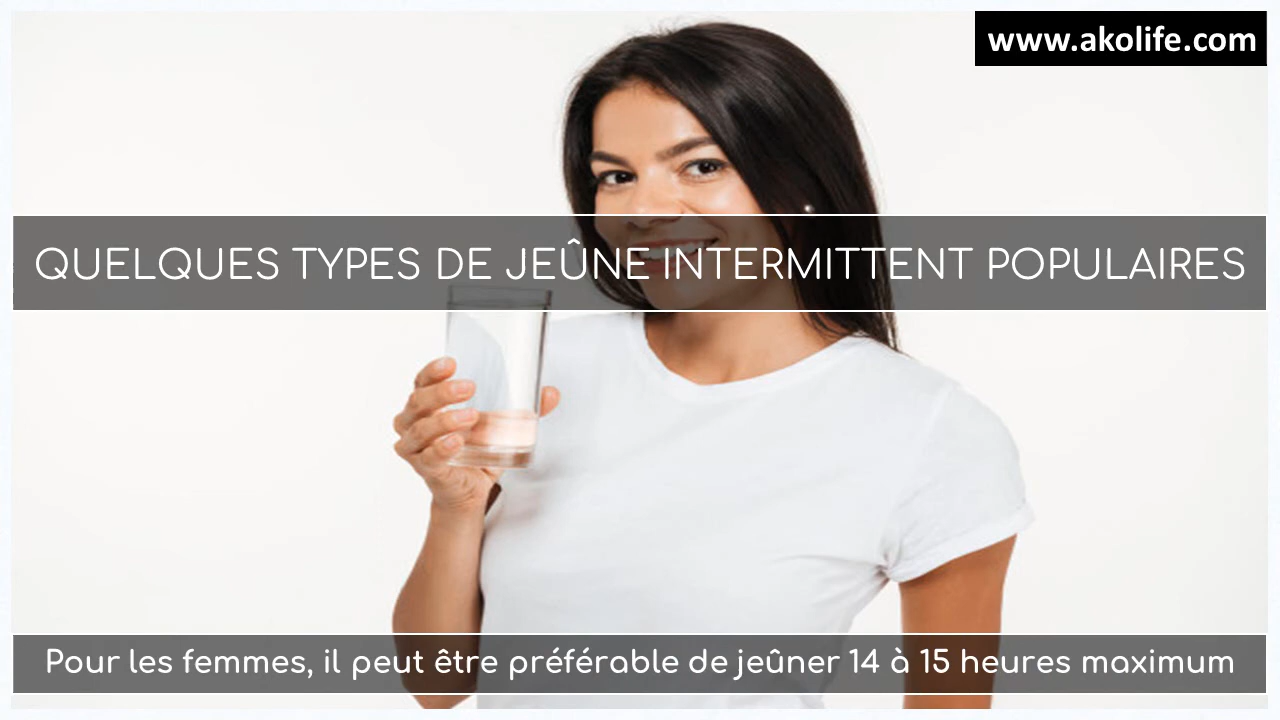 www.akolife.com
QUELQUES TYPES DE JEÛNE INTERMITTENT POPULAIRES
Pour les femmes, il peut être préférable de jeûner 14 à 15 heures maximum